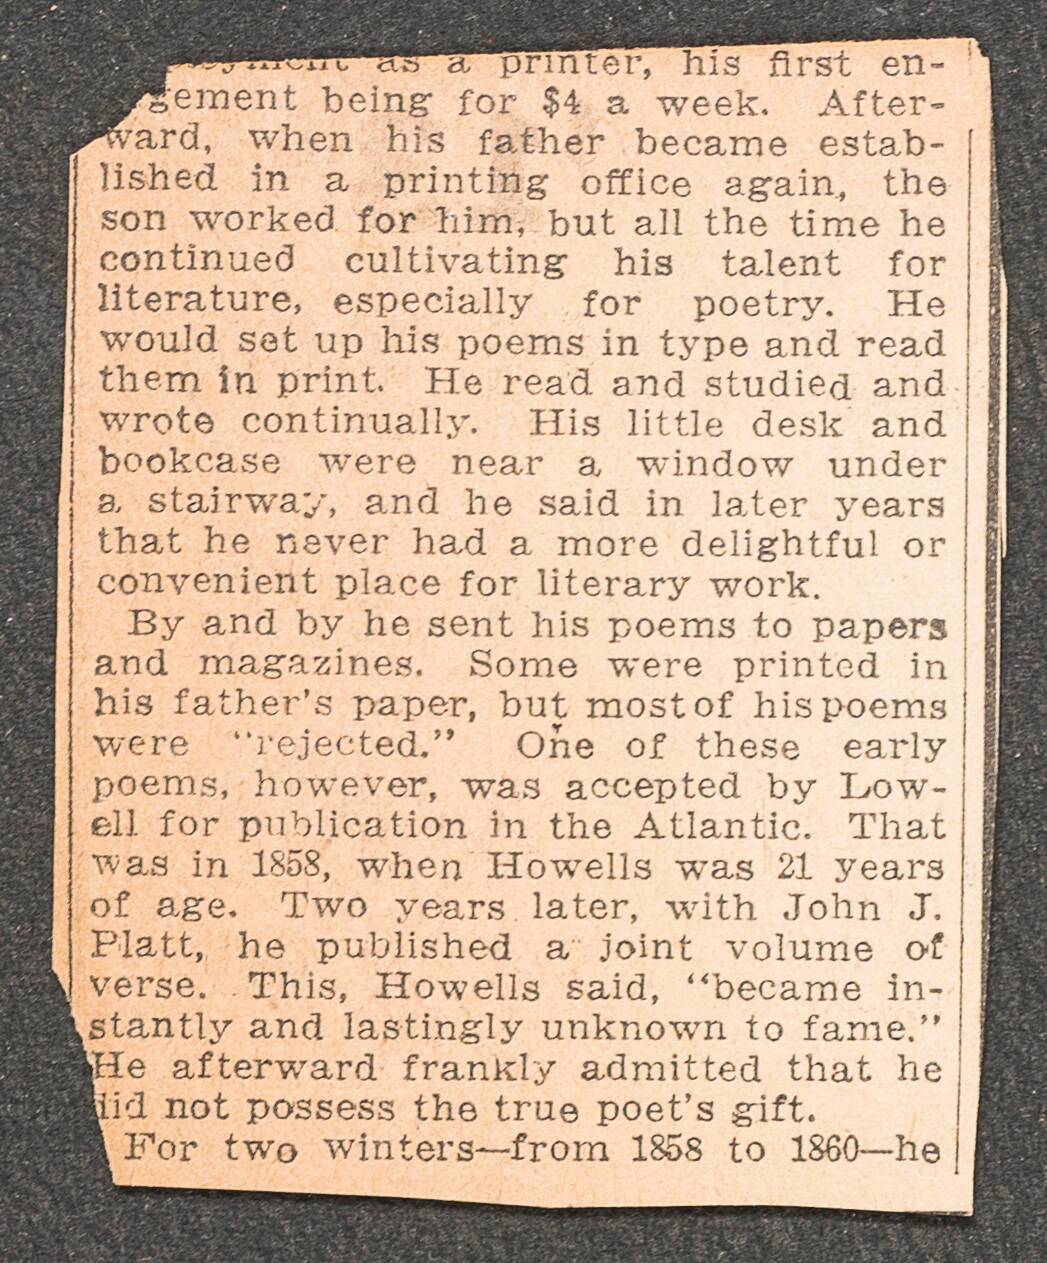 as a printer, his first en-
gement being for $4 a week. After-
ward, when his father became estab-
lished in a printing office again, the
son worked for him, but all the time he
continued cultivating his talent for
literature, especially for poetry. He
would set up his poems in type and read
them in print. He read and studied and
wrote continually. His little desk and
bookcase were near a window under
a stairway, and he said in later years
that he never had a more delightful or
convenient place for literary work.
By and by he sent his poems to papers
and magazines. Some were printed in
his father's paper, but most of his poems
were "rejected." One of these early
poems, however, was accepted by Low-
ell for publication in the Atlantic. That
was in 1858, when Howells was 21 years
of age. Two years later, with John J.
Platt, he published a joint volume of
verse. This, Howells said, "became in-
stantly and lastingly unknown to fame."
He afterward frankly admitted that he
did not possess the true poet's gift.
For two winters—from 1858 to 1860—he